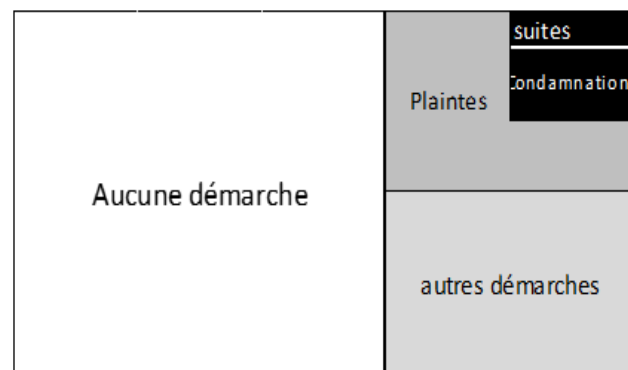 suites
Condamnation
Plaintes
Aucune démarche
autres démarches